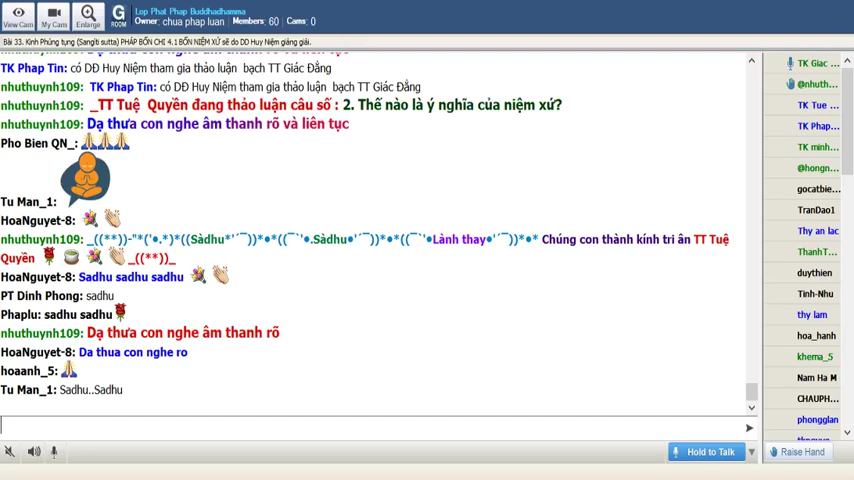 Lop Phat Phap Buddhadhamma
Owner: chua phap luan Members: 60 Cams: 0
View Cam My Cam Enlarge G ROOM
Bài 33. Kinh Phúng tụng (Sangìti sutta) PHÁP BỐN CHI 4.1 BỐN NIỆM XỨ sẽ do DD Huy Niệm giảng giải.
TK Phap Tin: có DĐ Huy Niệm tham gia thảo luận bạch TT Giác Đẳng
nhuthuynh109: TK Phap Tin: có DĐ Huy Niệm tham gia thảo luận bạch TT Giác Đẳng
nhuthuynh109: _TT Tuệ Quyền đang thảo luận câu số : 2. Thế nào là ý nghĩa của niệm xứ?
nhuthuynh109: Dạ thưa con nghe âm thanh rõ và liên tục
Pho Bien QN_:
Tu Man_1:
HoaNguyet-8:
nhuthuynh109: _((**))-"*('•.*)*((Sàdhu*'´¯`))*•*((¯`'•.Sàdhu•'´¯`))*•*((¯`'•Lành thay•'´¯`))*•* Chúng con thành kính tri ân TT Tuệ
Quyền _((**))_
HoaNguyet-8: Sadhu sadhu sadhu
PT Dinh Phong: sadhu
Phaplu: sadhu sadhu
nhuthuynh109: Dạ thưa con nghe âm thanh rõ
HoaNguyet-8: Da thua con nghe ro
hoaanh_5:
Tu Man_1: Sadhu..Sadhu
Hold to Talk
TK Giac ...
@nhuth...
TK Tue ...
TK Phap...
TK minh...
@hongn...
gocatbie...
TranDao1
Thy an lac
ThanhT...
duythien
Tinh-Nhu
thy lam
hoa_hanh
khema_5
Nam Ha M
CHAUPH...
phongglan
Raise Hand